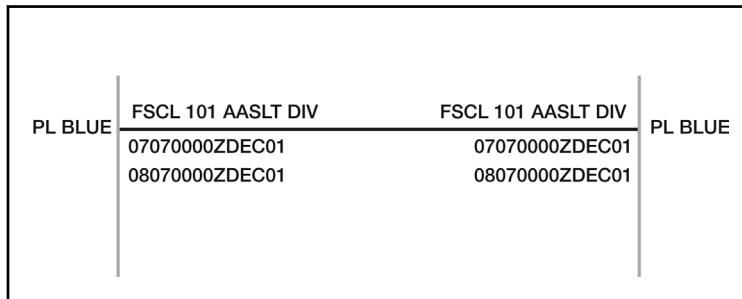 FSCL 101 AASLT DIV FSCL 101 AASLT DIV
PL BLUE PL BLUE
07070000ZDEC01 07070000ZDEC01
08070000ZDEC01 08070000ZDEC01